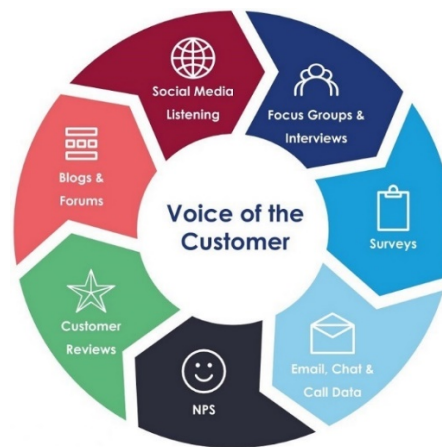 Social Media
Listening
Focus Groups &
Interviews
Blogs &
Forums
Voice of the
Customer
Surveys
Customer
Reviews
Email, Chat &
Call Data
NPS